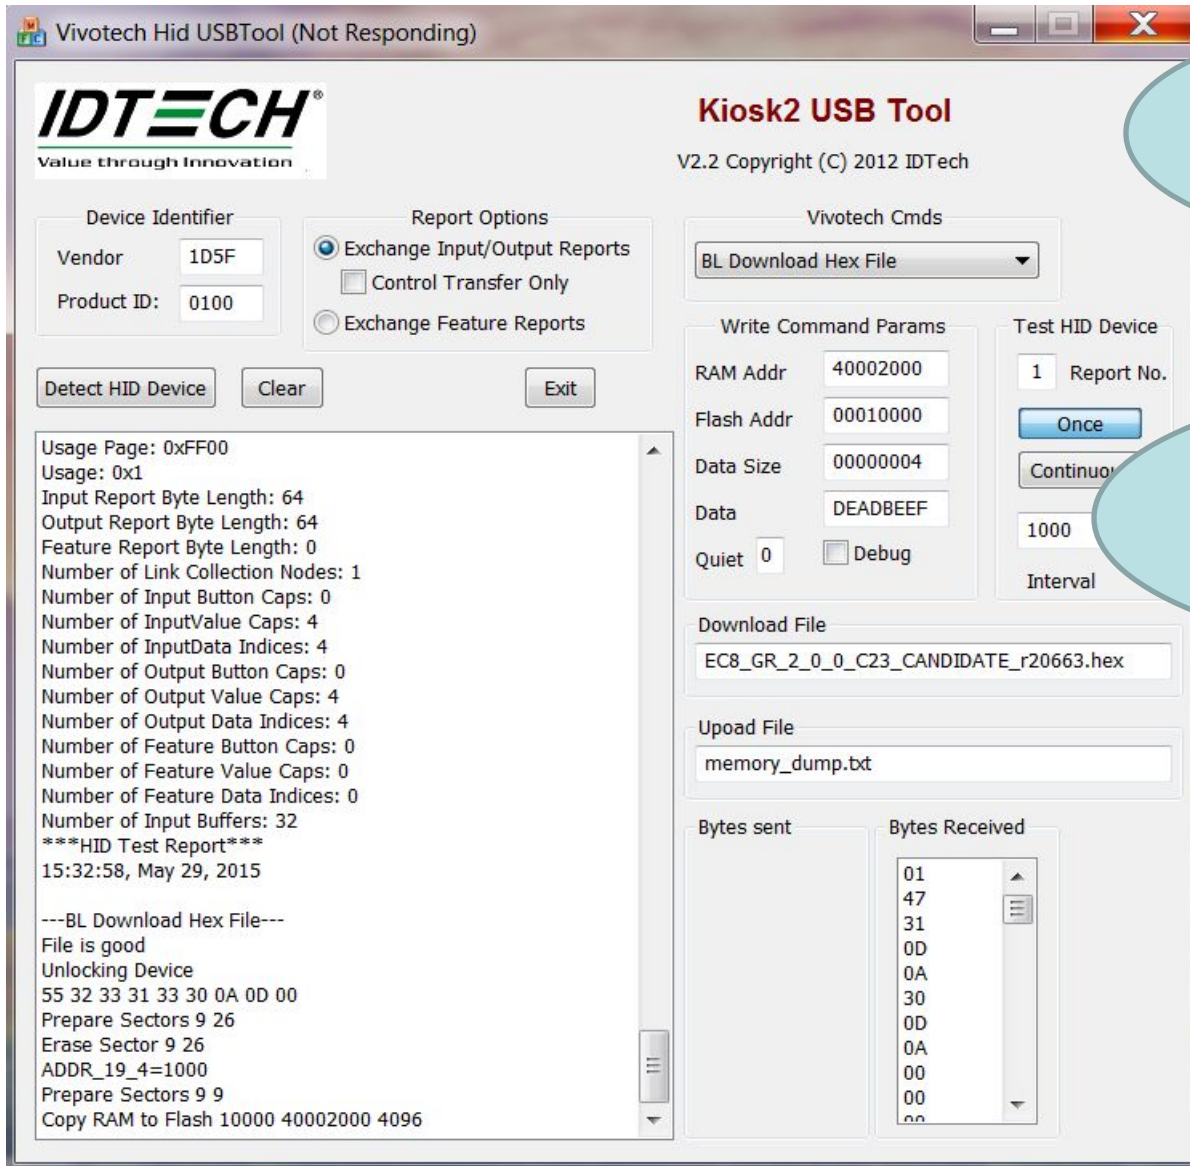 Vivotech Hid USBTool (Not Responding)
IDTECH®
Value through Innovation
Kiosk2 USB Tool
V2.2 Copyright (C) 2012 IDTech
Device Identifier
Vendor 1D5F
Product ID: 0100
Report Options
Exchange Input/Output Reports
Control Transfer Only
Exchange Feature Reports
Vivotech Cmds
BL Download Hex File
Detect HID Device
Clear
Exit
Write Command Params
RAM Addr 40002000
Flash Addr 00010000
Data Size 00000004
Data DEADBEEF
Quiet 0 Debug
Test HID Device
1 Report No.
Once
1000
Interval
Usage Page: 0xFF00
Usage: 0x1
Input Report Byte Length: 64
Output Report Byte Length: 64
Feature Report Byte Length: 0
Number of Link Collection Nodes: 1
Number of Input Button Caps: 0
Number of InputValue Caps: 4
Number of InputData Indices: 4
Number of Output Button Caps: 0
Number of Output Value Caps: 4
Number of Output Data Indices: 4
Number of Feature Button Caps: 0
Number of Feature Value Caps: 0
Number of Feature Data Indices: 0
Number of Input Buffers: 32
***HID Test Report***
15:32:58, May 29, 2015
---BL Download Hex File---
File is good
Unlocking Device
55 32 33 31 33 30 0A 0D 00
Prepare Sectors 9 26
Erase Sector 9 26
ADDR_19_4=1000
Prepare Sectors 9 9
Copy RAM to Flash 10000 40002000 4096
Download File
EC8_GR_2_0_0_C23_CANDIDATE_r20663.hex
Upoad File
memory_dump.txt
Bytes sent
Bytes Received
01
47
31
0D
0A
30
0D
0A
00
00